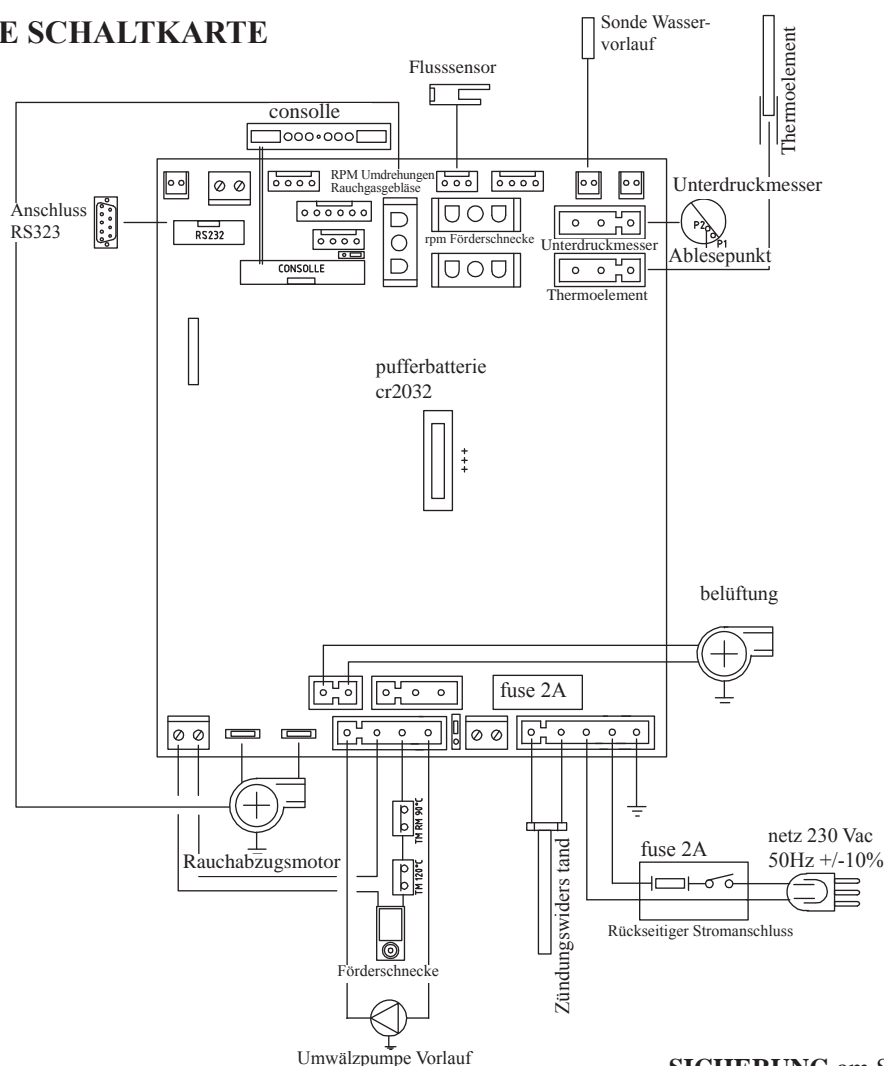 E SCHALTKARTE
Sonde Wasser-
vorlauf
Flusssensor
Thermoelement
consolle
RPM Umdrehungen
Rauchgasgebläse
Unterdruckmesser
Anschluss
RS323
RS232
rpm Förderschnecke
Unterdruckmesser
P2
P1
Ablesepunkt
CONSOLLE
Thermoelement
pufferbatterie
cr2032
+++
belüftung
fuse 2A
TM RM 90°C
TM 120°C
Rauchabzugsmotor
Zündungswiders tand
fuse 2A
netz 230 Vac
50Hz +/-10%
Rückseitiger Stromanschluss
Förderschnecke
Umwälzpumpe Vorlauf